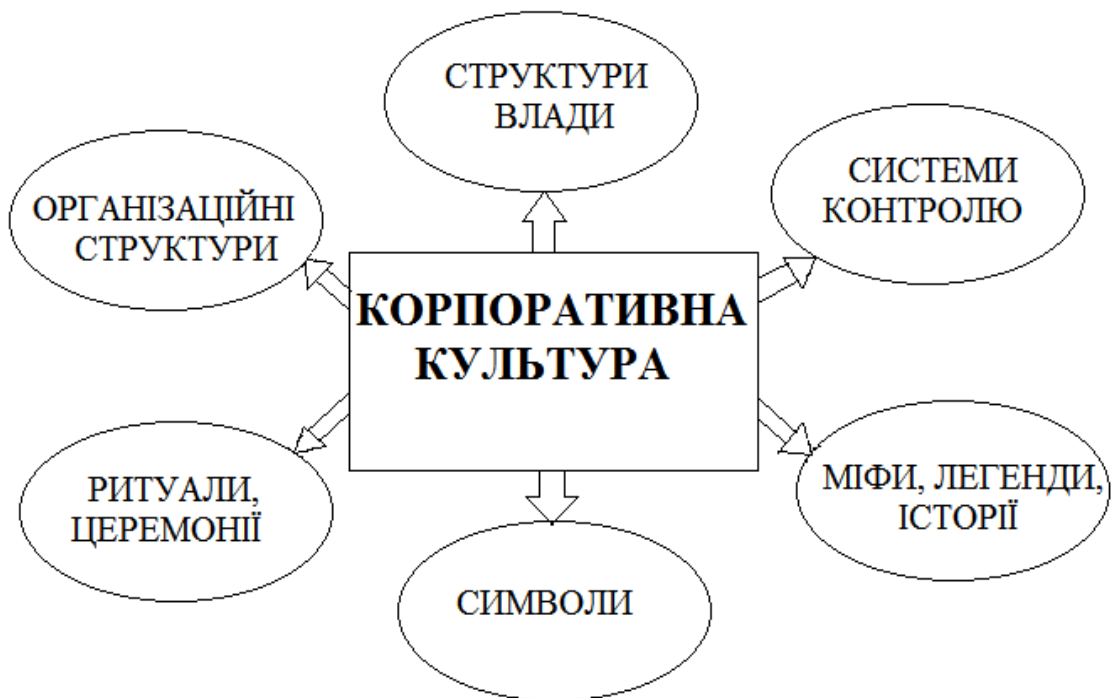 СТРУКТУРИ
ВЛАДИ
СИСТЕМИ
КОНТРОЛЮ
ОРГАНІЗАЦІЙНІ
СТРУКТУРИ
КОРПОРАТИВНА
КУЛЬТУРА
РИТУАЛИ,
ЦЕРЕМОНІЇ
МІФИ, ЛЕГЕНДИ,
ІСТОРІЇ
СИМВОЛИ